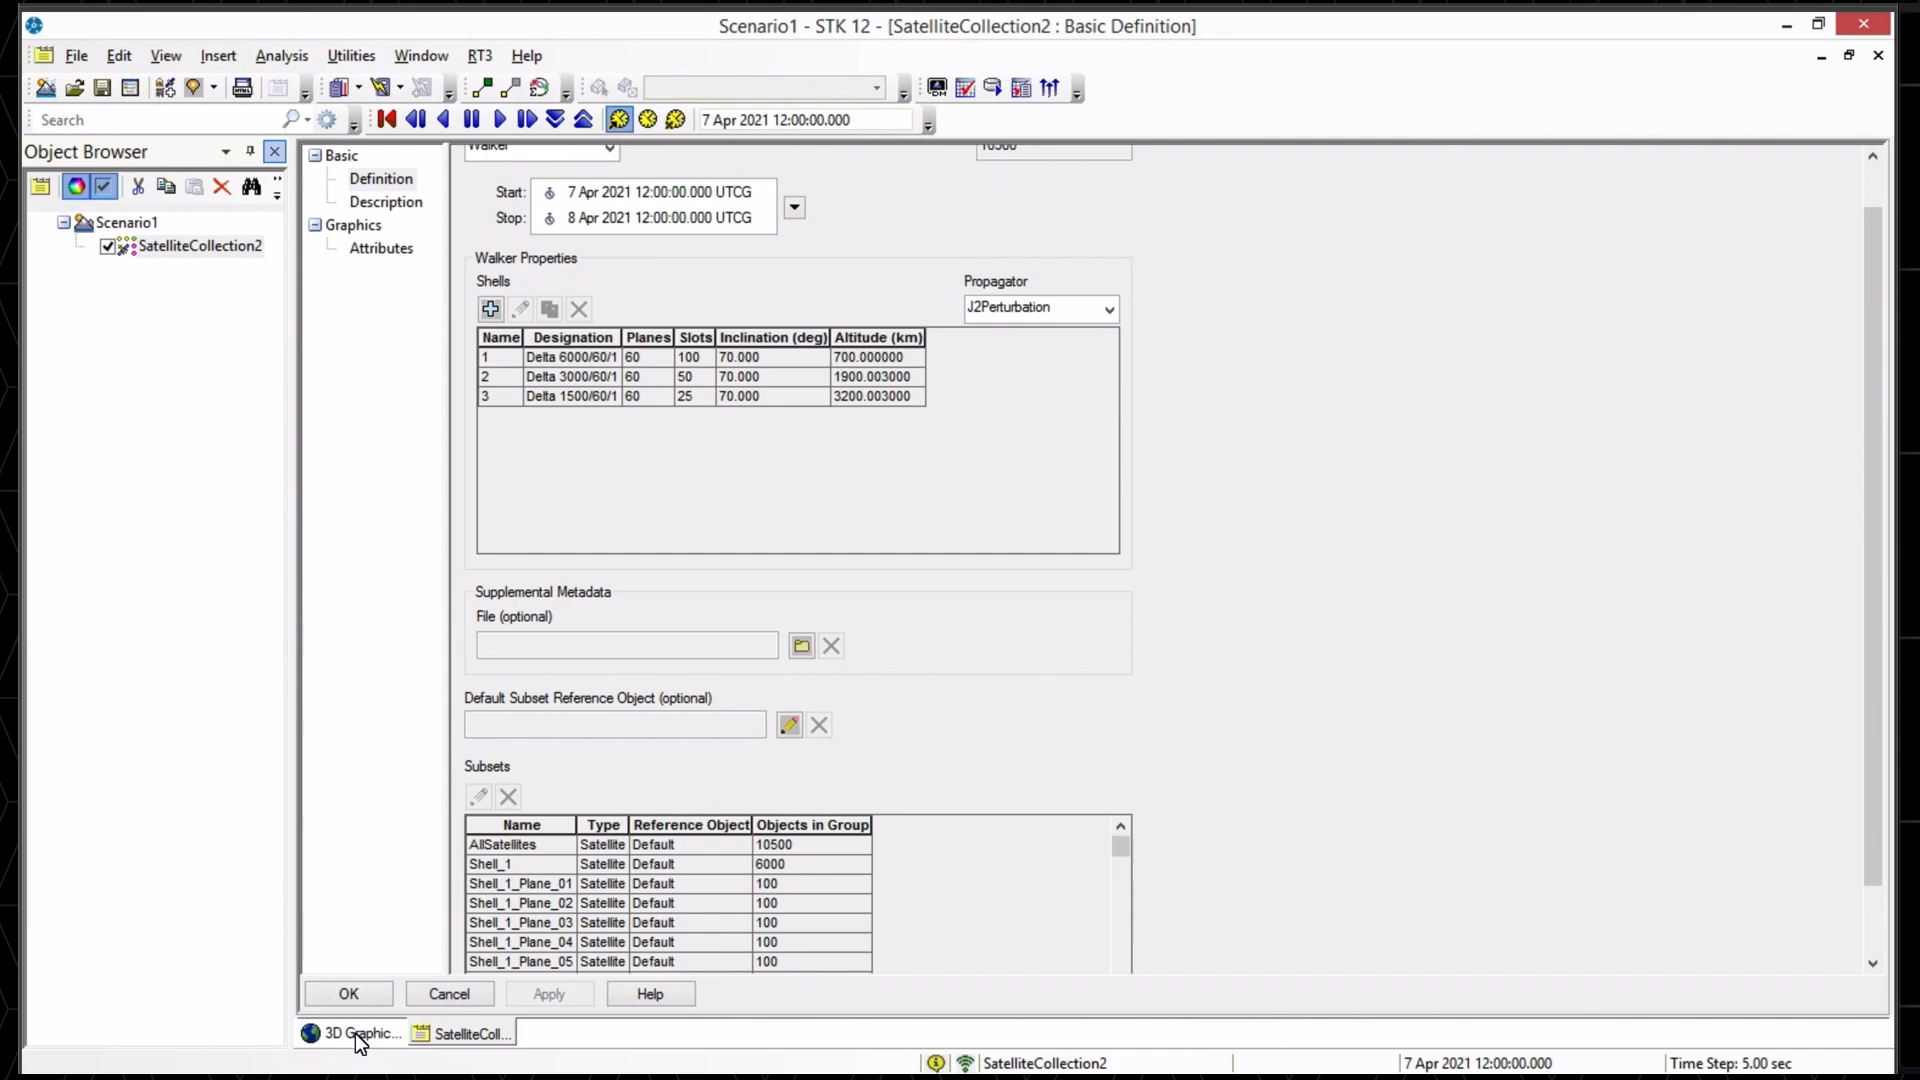 Scenario1 - STK 12 - [SatelliteCollection2 : Basic Definition]
File Edit View Insert Analysis Utilities Window RT3 Help
Search
7 Apr 2021 12:00:00.000
Object Browser
Scenario1
SatelliteCollection2
Basic
Definition
Description
Graphics
Attributes
Walker
10500
Start: 7 Apr 2021 12:00:00.000 UTCG
Stop: 8 Apr 2021 12:00:00.000 UTCG
Walker Properties
Shells
Propagator
J2Perturbation
Name Designation Planes Slots Inclination (deg) Altitude (km)
1 Delta 6000/60/1 60 100 70.000 700.000000
2 Delta 3000/60/1 60 50 70.000 1900.003000
3 Delta 1500/60/1 60 25 70.000 3200.003000
Supplemental Metadata
File (optional)
Default Subset Reference Object (optional)
Subsets
Name Type Reference Object Objects in Group
AllSatellites Satellite Default 10500
Shell_1 Satellite Default 6000
Shell_1_Plane_01 Satellite Default 100
Shell_1_Plane_02 Satellite Default 100
Shell_1_Plane_03 Satellite Default 100
Shell_1_Plane_04 Satellite Default 100
Shell_1_Plane_05 Satellite Default 100
OK Cancel Apply Help
3D Graphic... SatelliteColl...
SatelliteCollection2 7 Apr 2021 12:00:00.000 Time Step: 5.00 sec